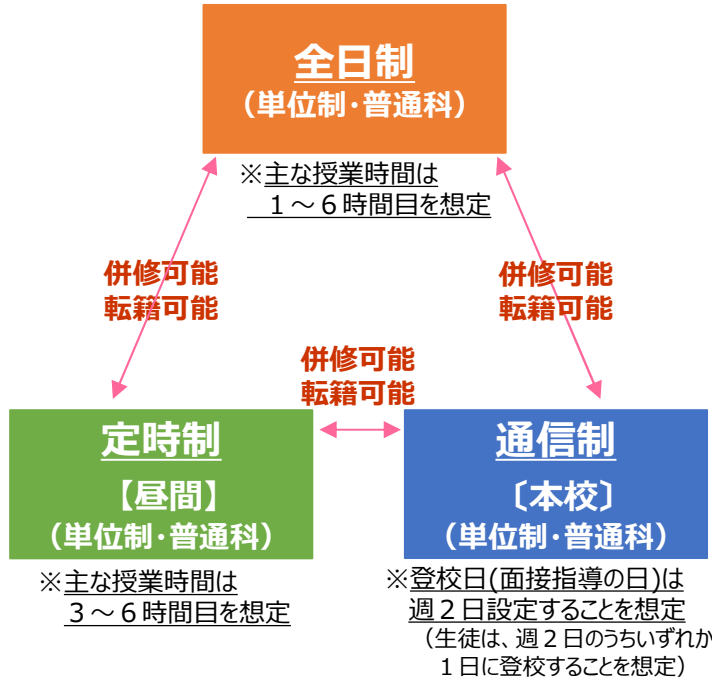 全日制
（単位制・普通科）
※主な授業時間は
１～６時間目を想定
併修可能
転籍可能
併修可能
転籍可能
併修可能
転籍可能
定時制
【昼間】
（単位制・普通科）
通信制
〔本校〕
（単位制・普通科）
※主な授業時間は
３～６時間目を想定
※登校日(面接指導の日)は
週２日設定することを想定
（生徒は、週２日のうちいずれか
１日に登校することを想定）